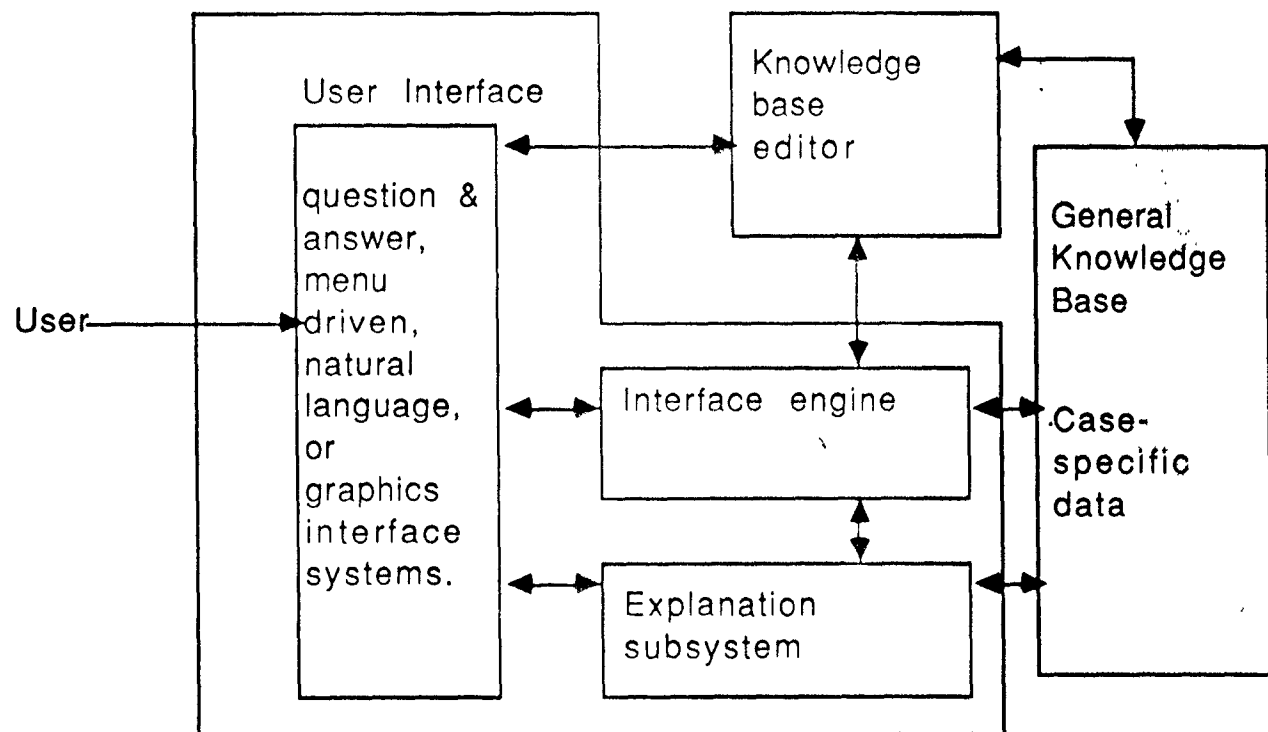 User Interface
question &
answer,
menu
driven,
natural
language,
or
graphics
interface
systems.
User
Knowledge
base
editor
Interface engine
Explanation
subsystem
General
Knowledge
Base
Case-
specific
data